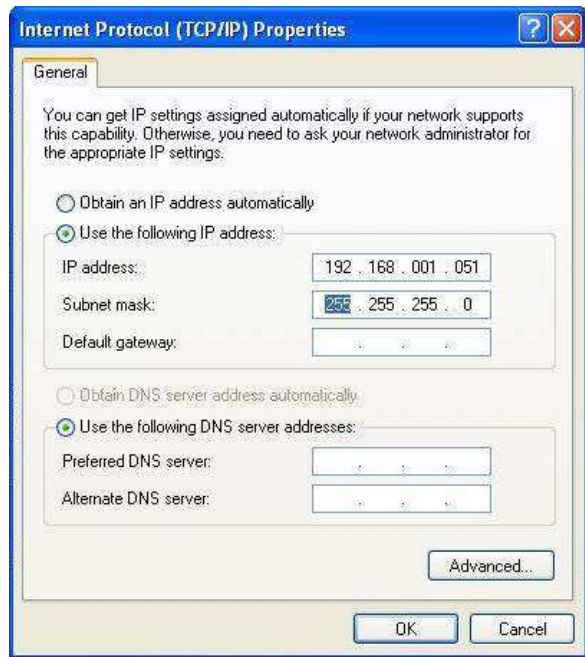 Internet Protocol (TCP/IP) Properties
General
You can get IP settings assigned automatically if your network supports
this capability. Otherwise, you need to ask your network administrator for
the appropriate IP settings.
Obtain an IP address automatically
Use the following IP address:
IP address: 192 . 168 . 001 . 051
Subnet mask: 255 . 255 . 255 . 0
Default gateway: . . .
Obtain DNS server address automatically
Use the following DNS server addresses:
Preferred DNS server: . . .
Alternate DNS server: . . .
Advanced...
OK Cancel